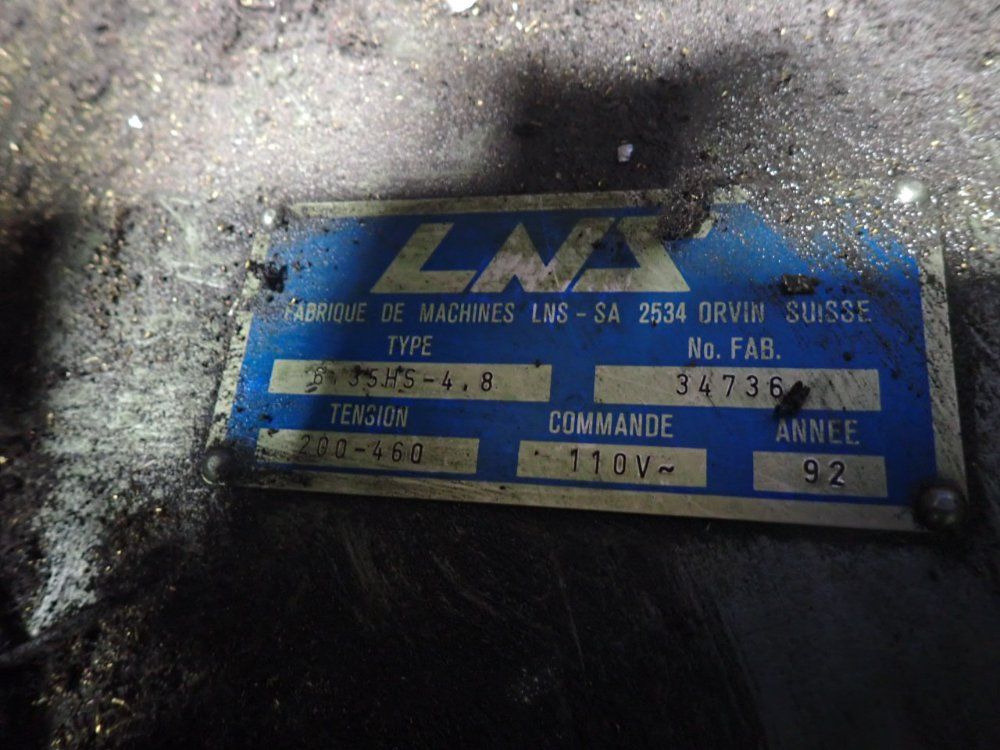 LNS
FABRIQUE DE MACHINES LNS - SA 2534 ORVIN SUISSE
TYPE No. FAB.
6 35HS-4.8 34736
TENSION COMMANDE ANNEE
200-460 110V~ 92